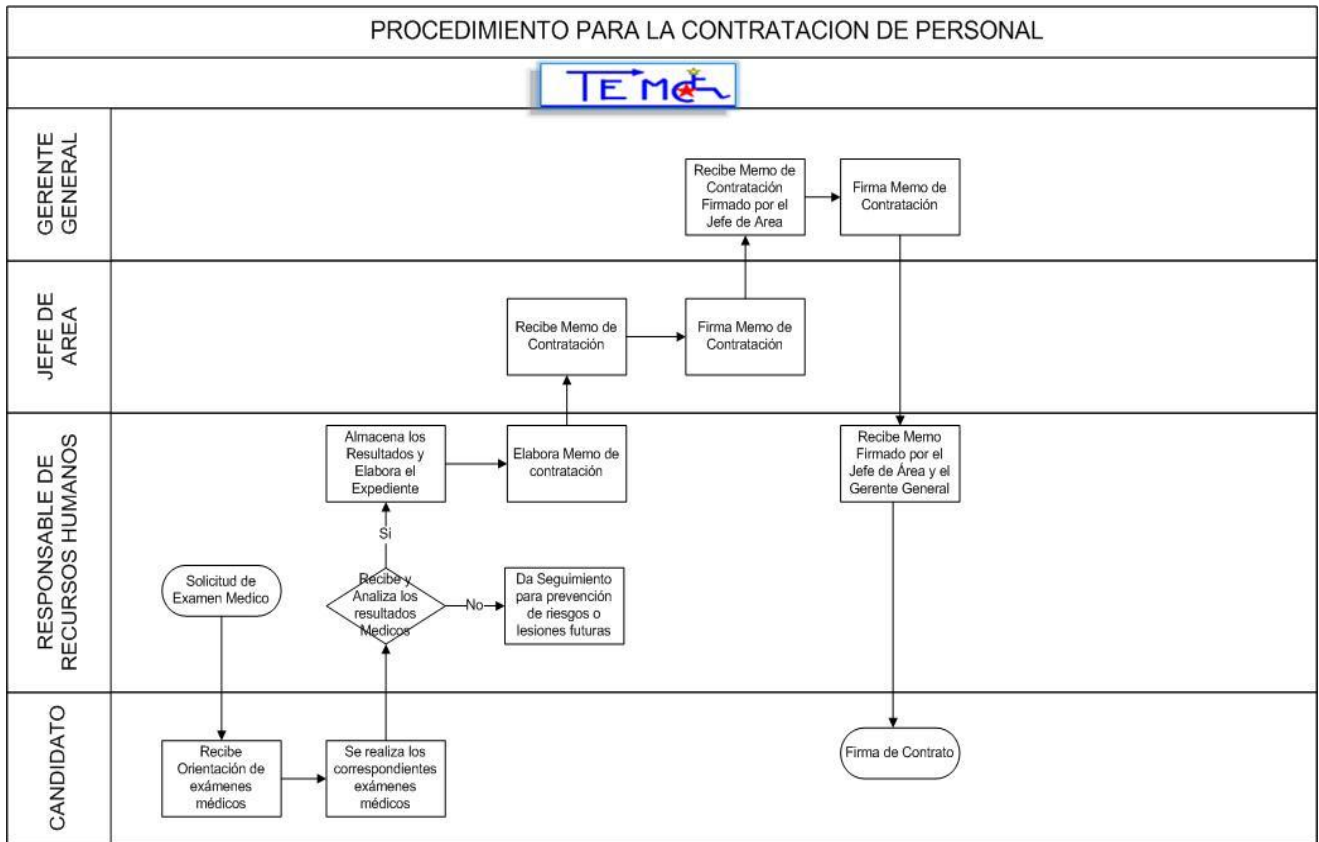 PROCEDIMIENTO PARA LA CONTRATACION DE PERSONAL
TEMC
GERENTE
GENERAL
Recibe Memo de
Contratación
Firmado por el
Jefe de Area
Firma Memo de
Contratación
JEFE DE
AREA
Recibe Memo de
Contratación
Firma Memo de
Contratación
RESPONSABLE DE
RECURSOS HUMANOS
Almacena los
Resultados y
Elabora el
Expediente
Elabora Memo de
contratación
Recibe Memo
Firmado por el
Jefe de Área y el
Gerente General
Si
Solicitud de
Examen Medico
Recibe y
Analiza los
resultados
Medicos
No
Da Seguimiento
para prevención
de riesgos o
lesiones futuras
CANDIDATO
Recibe
Orientación de
exámenes
médicos
Se realiza los
correspondientes
exámenes
médicos
Firma de Contrato